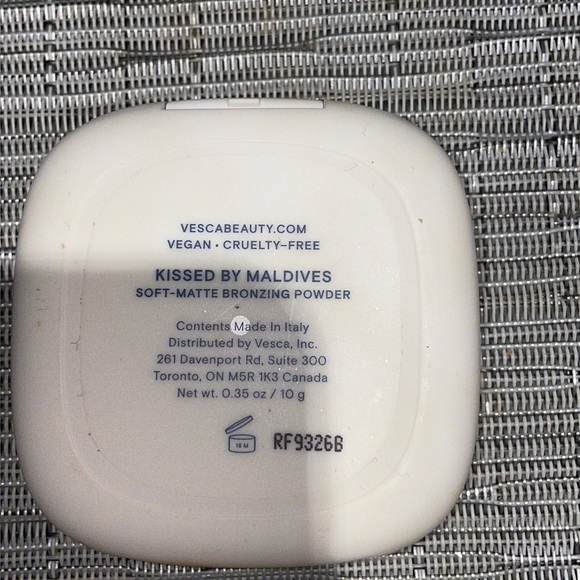 VESCABEAUTY.COM
VEGAN • CRUELTY-FREE
KISSED BY MALDIVES
SOFT-MATTE BRONZING POWDER
Contents Made In Italy
Distributed by Vesca, Inc.
261 Davenport Rd, Suite 300
Toronto, ON M5R 1K3 Canada
Net wt. 0.35 oz / 10 g
18 M
RF9326B